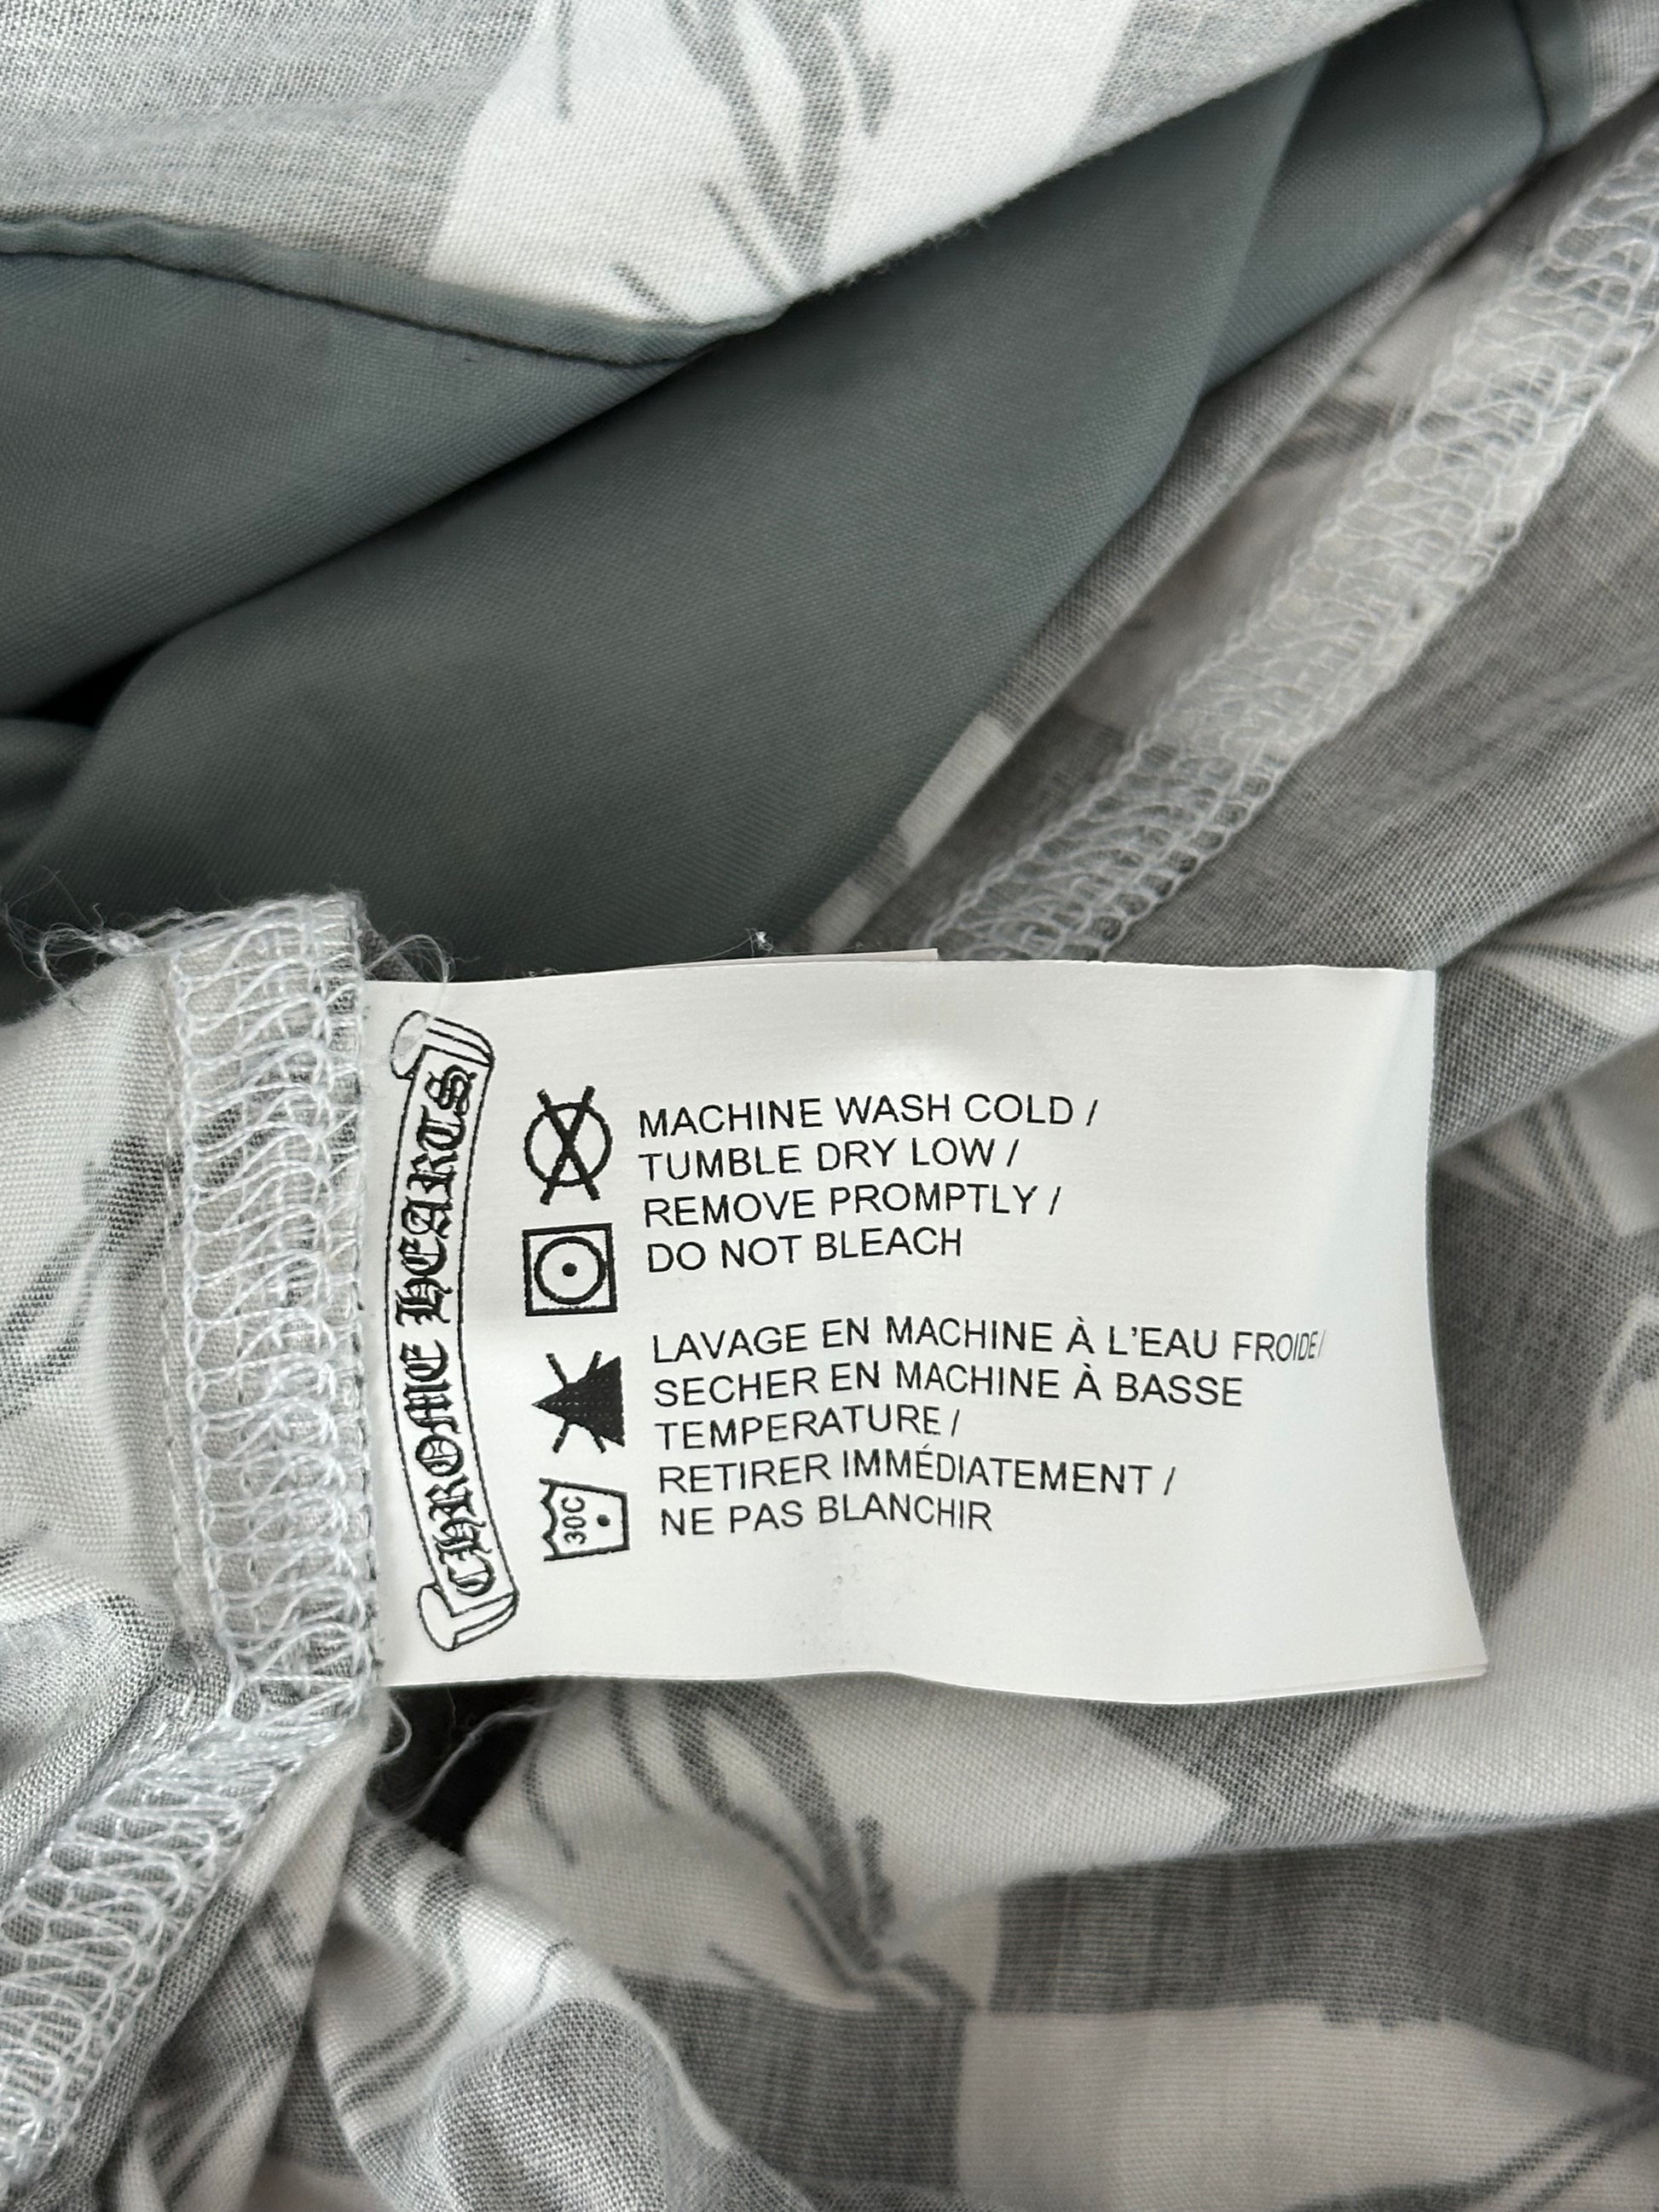 CHROME HEARTS
MACHINE WASH COLD /
TUMBLE DRY LOW /
REMOVE PROMPTLY /
DO NOT BLEACH
LAVAGE EN MACHINE À L'EAU FROIDE/
SECHER EN MACHINE À BASSE
TEMPERATURE /
RETIRER IMMÉDIATEMENT /
NE PAS BLANCHIR
30C